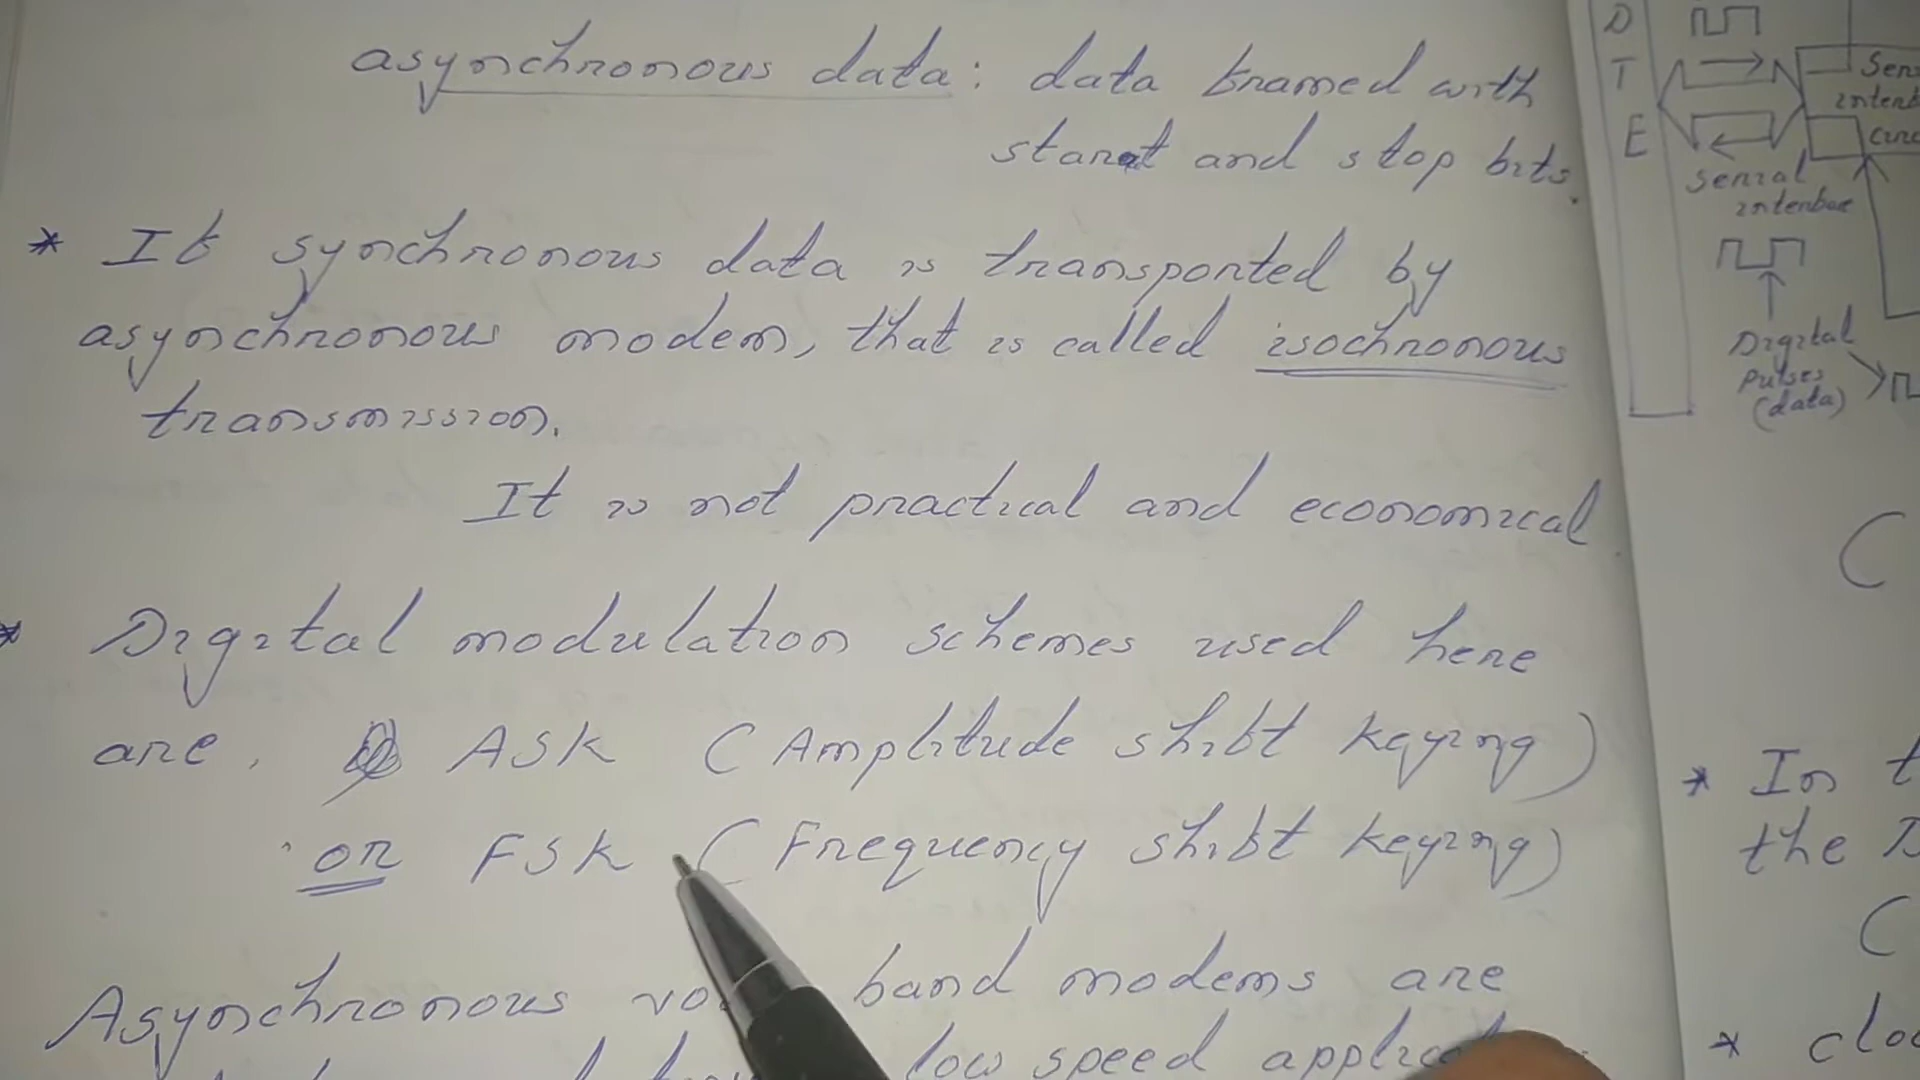 asynchronous data: data framed with
start and stop bits.
* If synchronous data is transported by
asynchronous modem, that is called isochronous
transmission.
It is not practical and economical.
* Digital modulation schemes used here
are, ASK (Amplitude shift keying)
or FSK (Frequency shift keying)
Asynchronous band modems are
low speed
D
T
E
Serial
Digital
pulses
(data)
* In
the
*